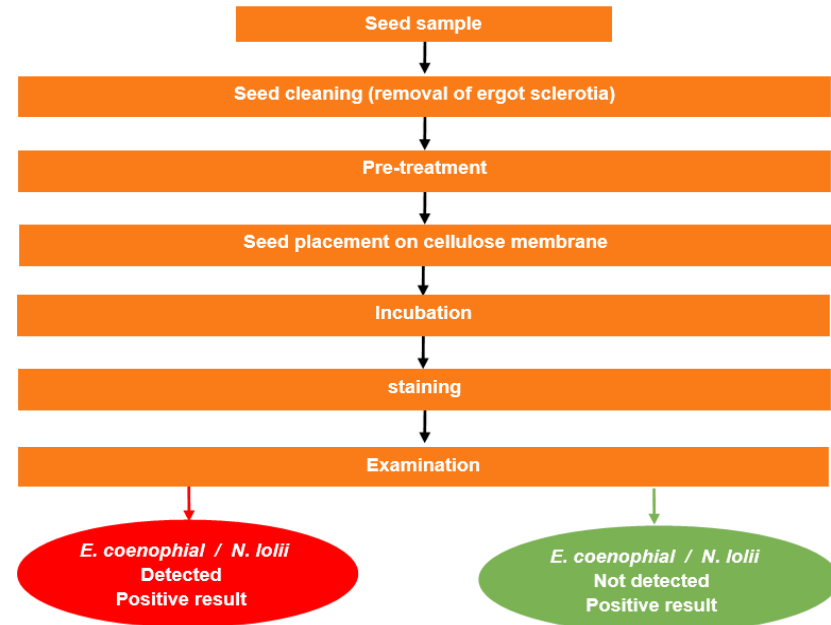 Seed sample
Seed cleaning (removal of ergot sclerotia)
Pre-treatment
Seed placement on cellulose membrane
Incubation
staining
Examination
E. coenophial / N. lolii
Detected
Positive result
E. coenophial / N. lolii
Not detected
Positive result